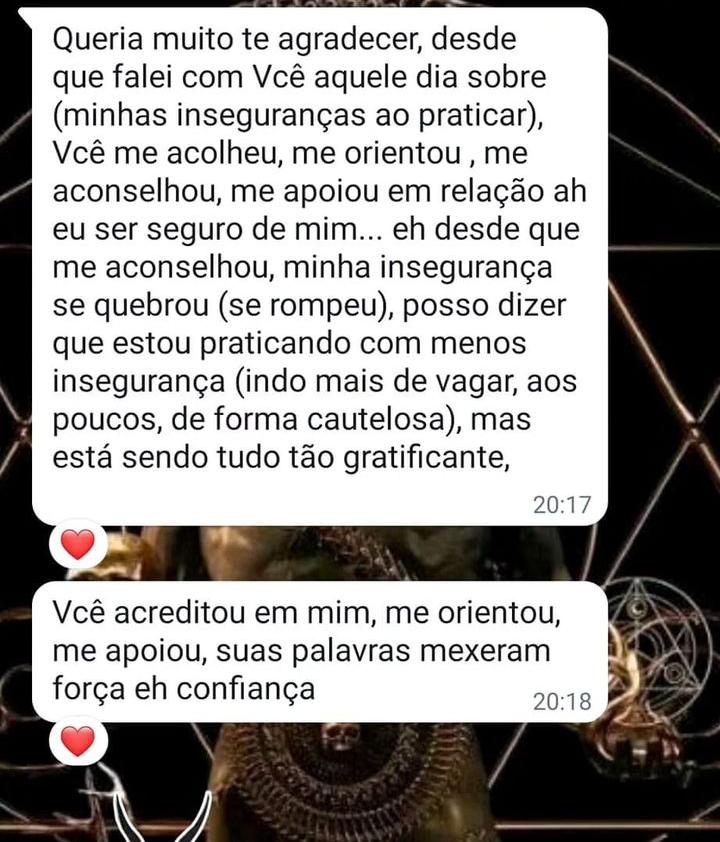 Queria muito te agradecer, desde
que falei com Vcê aquele dia sobre
(minhas inseguranças ao praticar),
Vcê me acolheu, me orientou , me
aconselhou, me apoiou em relação ah
eu ser seguro de mim... eh desde que
me aconselhou, minha insegurança
se quebrou (se rompeu), posso dizer
que estou praticando com menos
insegurança (indo mais de vagar, aos
poucos, de forma cautelosa), mas
está sendo tudo tão gratificante,
20:17
Vcê acreditou em mim, me orientou,
me apoiou, suas palavras mexeram
força eh confiança
20:18